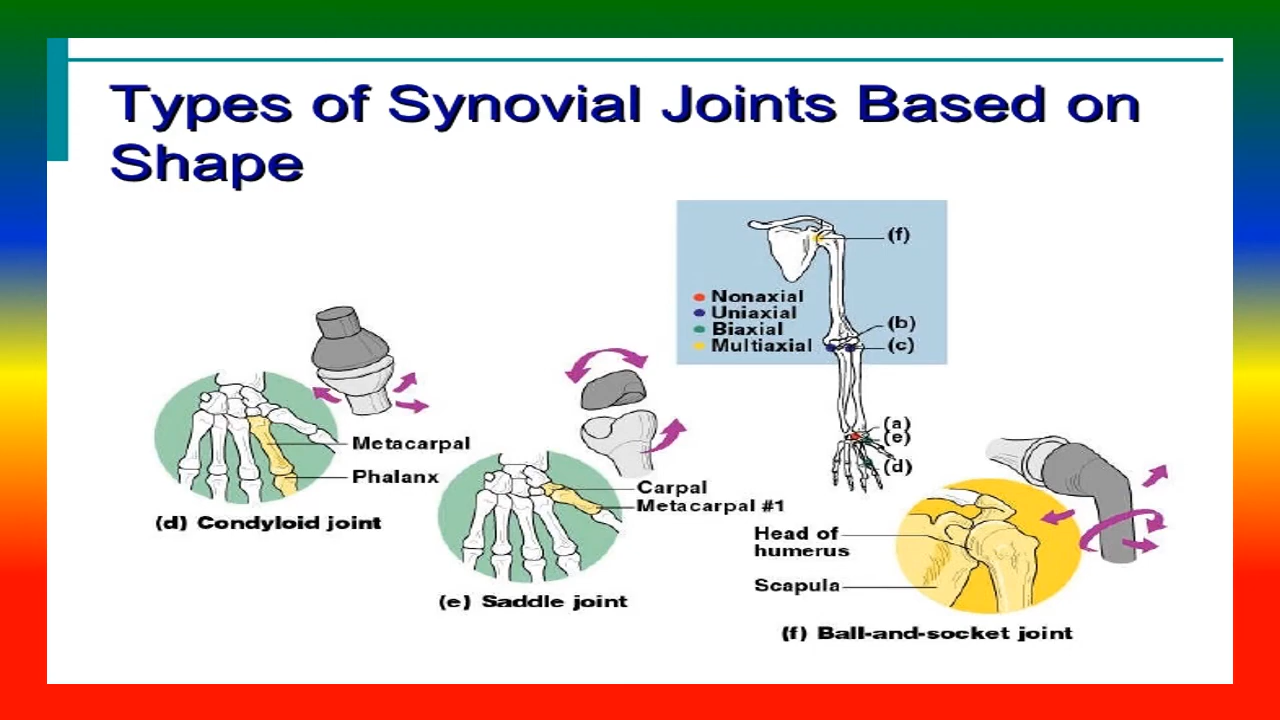 Types of Synovial Joints Based on
Shape
(f)
Nonaxial
Uniaxial
Biaxial
Multiaxial
(b)
(c)
(a)
(e)
(d)
Metacarpal
Phalanx
(d) Condyloid joint
Carpal
Metacarpal #1
(e) Saddle joint
Head of
humerus
Scapula
(f) Ball-and-socket joint